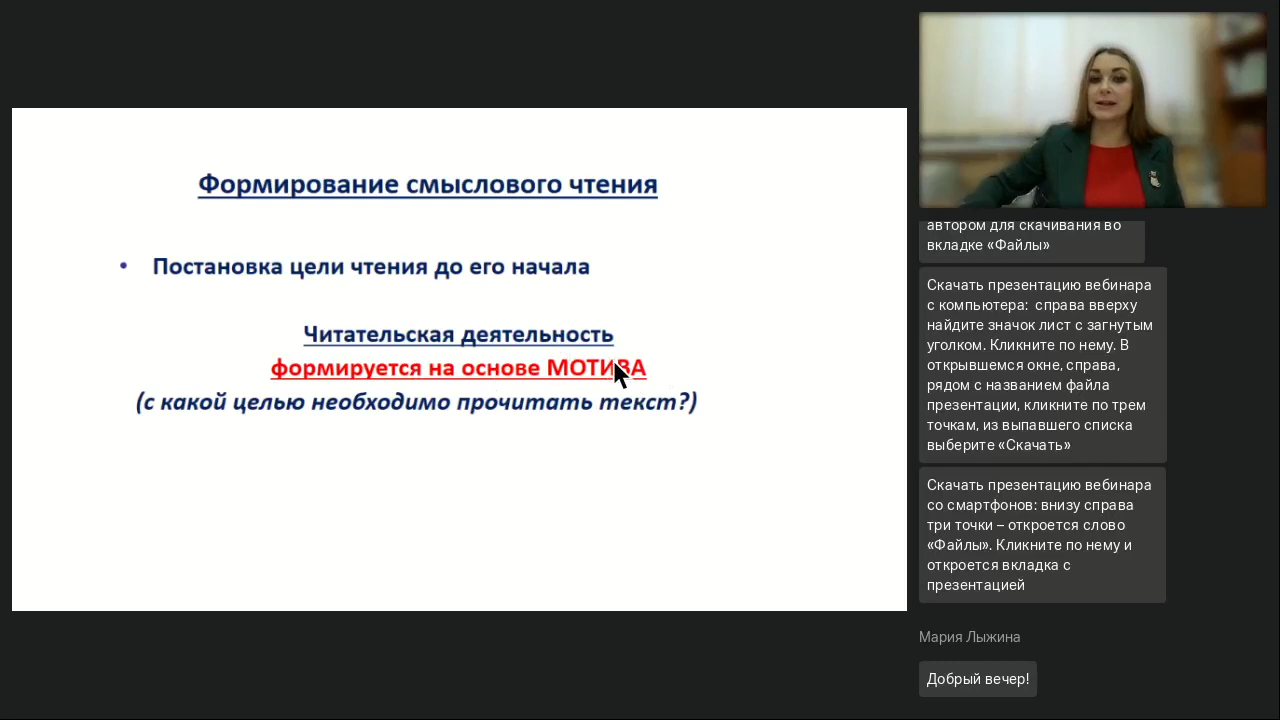 Формирование смыслового чтения
• Постановка цели чтения до его начала
Читательская деятельность
формируется на основе МОТИВА
(с какой целью необходимо прочитать текст?)
автором для скачивания во
вкладке «Файлы»
Скачать презентацию вебинара
с компьютера:  справа вверху
найдите значок лист с загнутым
уголком. Кликните по нему. В
открывшемся окне, справа,
рядом с названием файла
презентации, кликните по трем
точкам, из выпавшего списка
выберите «Скачать»
Скачать презентацию вебинара
со смартфонов: внизу справа
три точки – откроется слово
«Файлы». Кликните по нему и
откроется вкладка с
презентацией
Мария Лыжина
Добрый вечер!